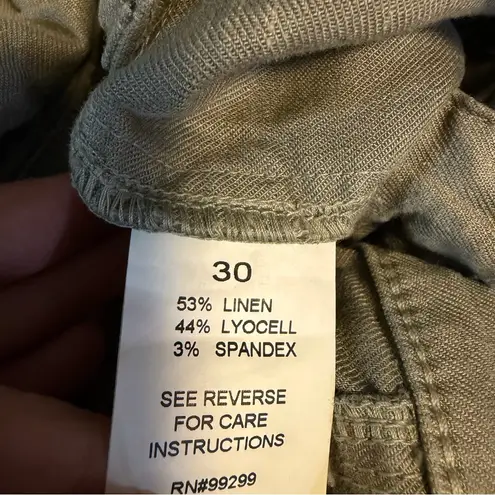 30
53% LINEN
44% LYOCELL
3% SPANDEX
SEE REVERSE
FOR CARE
INSTRUCTIONS
RN#99299